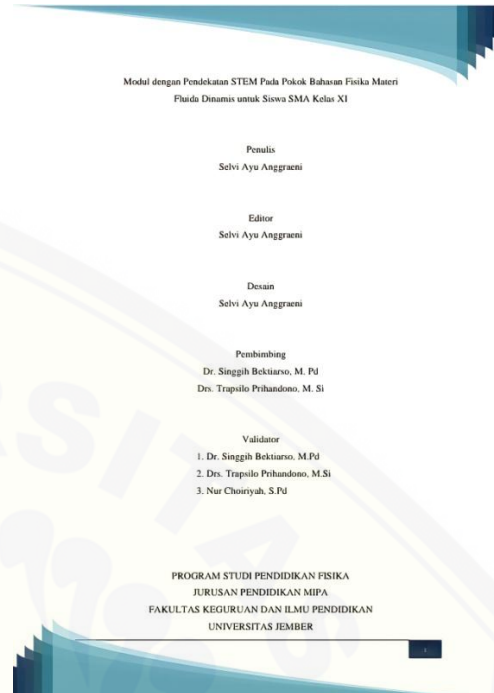 Modul dengan Pendekatan STEM Pada Pokok Bahasan Fisika Materi
Fluida Dinamis untuk Siswa SMA Kelas XI
Penulis
Selvi Ayu Anggraeni
Editor
Selvi Ayu Anggraeni
Desain
Selvi Ayu Anggraeni
Pembimbing
Dr. Singgih Bektiarso, M. Pd
Drs. Trapsilo Prihandono, M. Si
Validator
1. Dr. Singgih Bektiarso, M.Pd
2. Drs. Trapsilo Prihandono, M.Si
3. Nur Choiriyah, S.Pd
PROGRAM STUDI PENDIDIKAN FISIKA
JURUSAN PENDIDIKAN MIPA
FAKULTAS KEGURUAN DAN ILMU PENDIDIKAN
UNIVERSITAS JEMBER